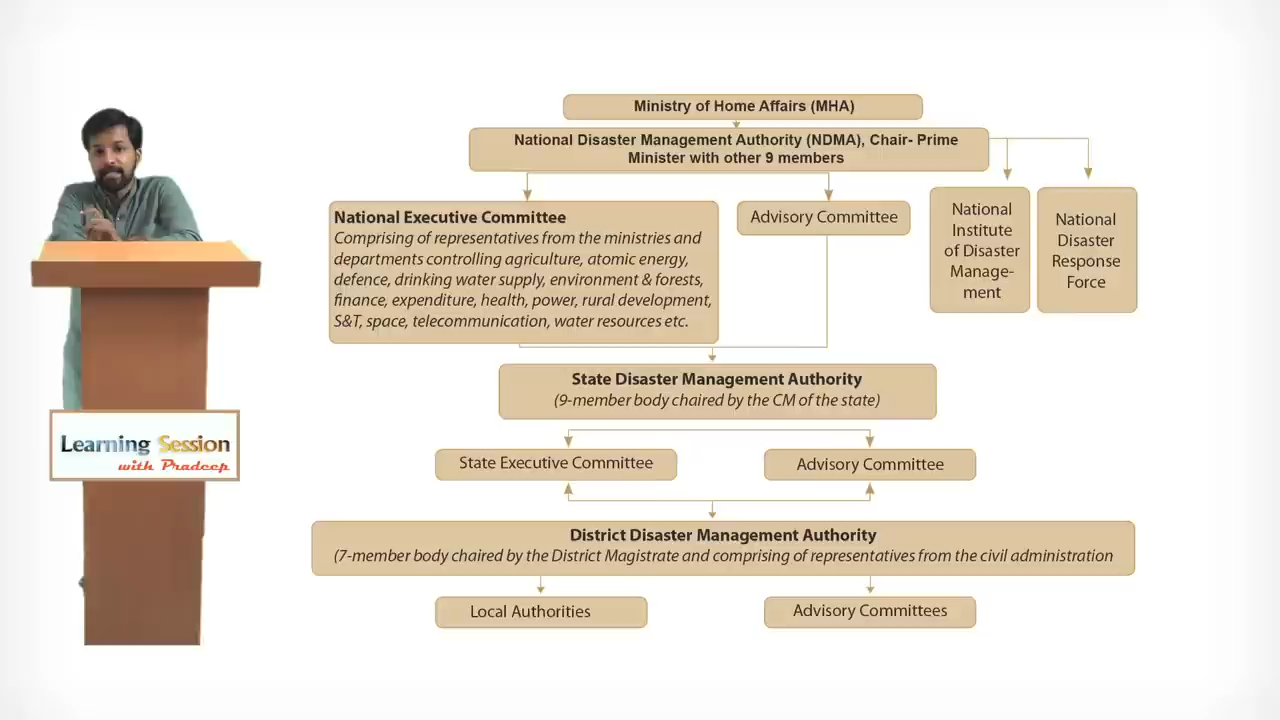 Ministry of Home Affairs (MHA)
National Disaster Management Authority (NDMA), Chair- Prime
Minister with other 9 members
National Executive Committee
Comprising of representatives from the ministries and
departments controlling agriculture, atomic energy,
defence, drinking water supply, environment & forests,
finance, expenditure, health, power, rural development,
S&T, space, telecommunication, water resources etc.
Advisory Committee
National
Institute
of Disaster
Manage-
ment
National
Disaster
Response
Force
State Disaster Management Authority
(9-member body chaired by the CM of the state)
State Executive Committee
Advisory Committee
District Disaster Management Authority
(7-member body chaired by the District Magistrate and comprising of representatives from the civil administration
Local Authorities
Advisory Committees
Learning Session
with Pradeep